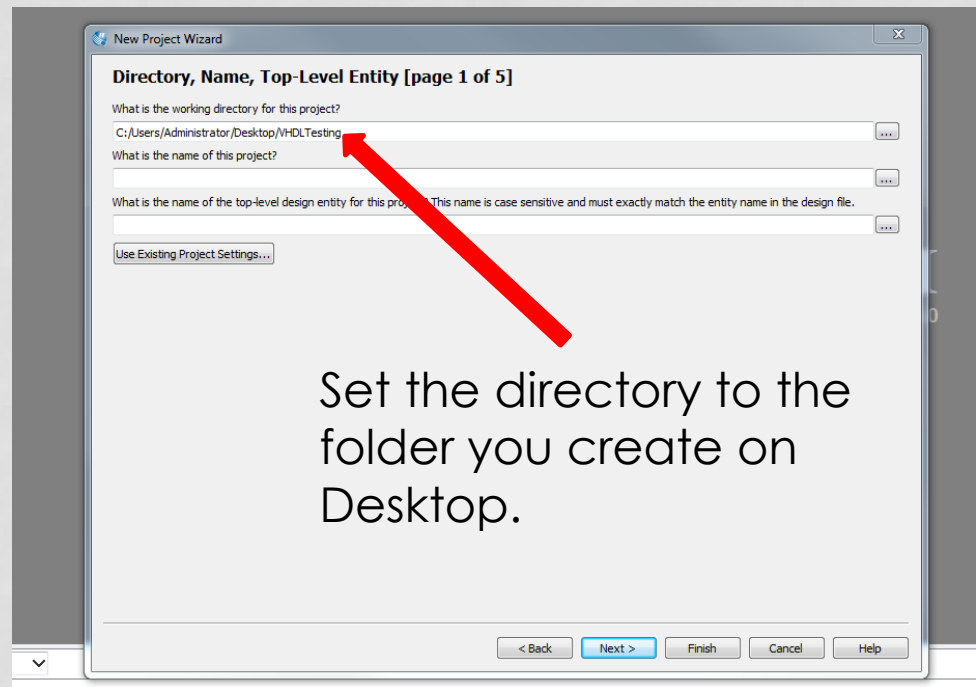 New Project Wizard
Directory, Name, Top-Level Entity [page 1 of 5]
What is the working directory for this project?
C:/Users/Administrator/Desktop/VHDLTesting
...
What is the name of this project?
...
What is the name of the top-level design entity for this project? This name is case sensitive and must exactly match the entity name in the design file.
...
Use Existing Project Settings...
Set the directory to the
folder you create on
Desktop.
< Back Next > Finish Cancel Help